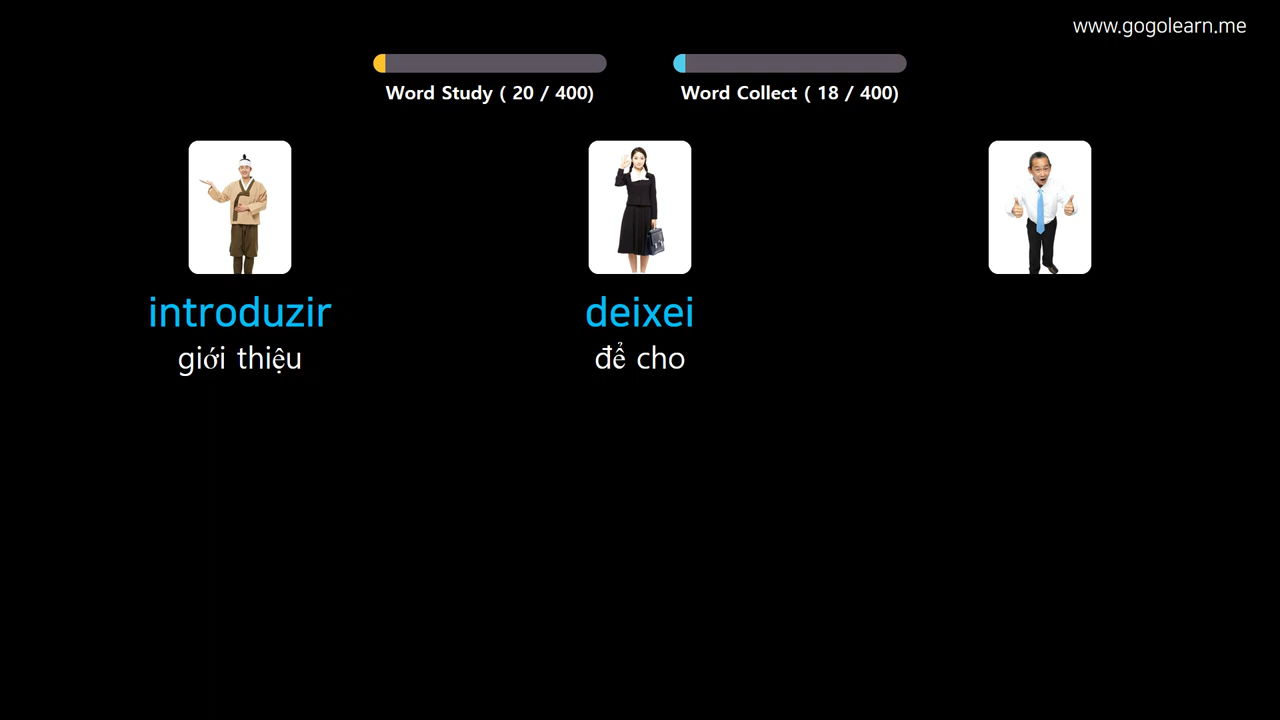 www.gogolearn.me
Word Study ( 20 / 400)
Word Collect ( 18 / 400)
introduzir
giới thiệu
deixei
để cho